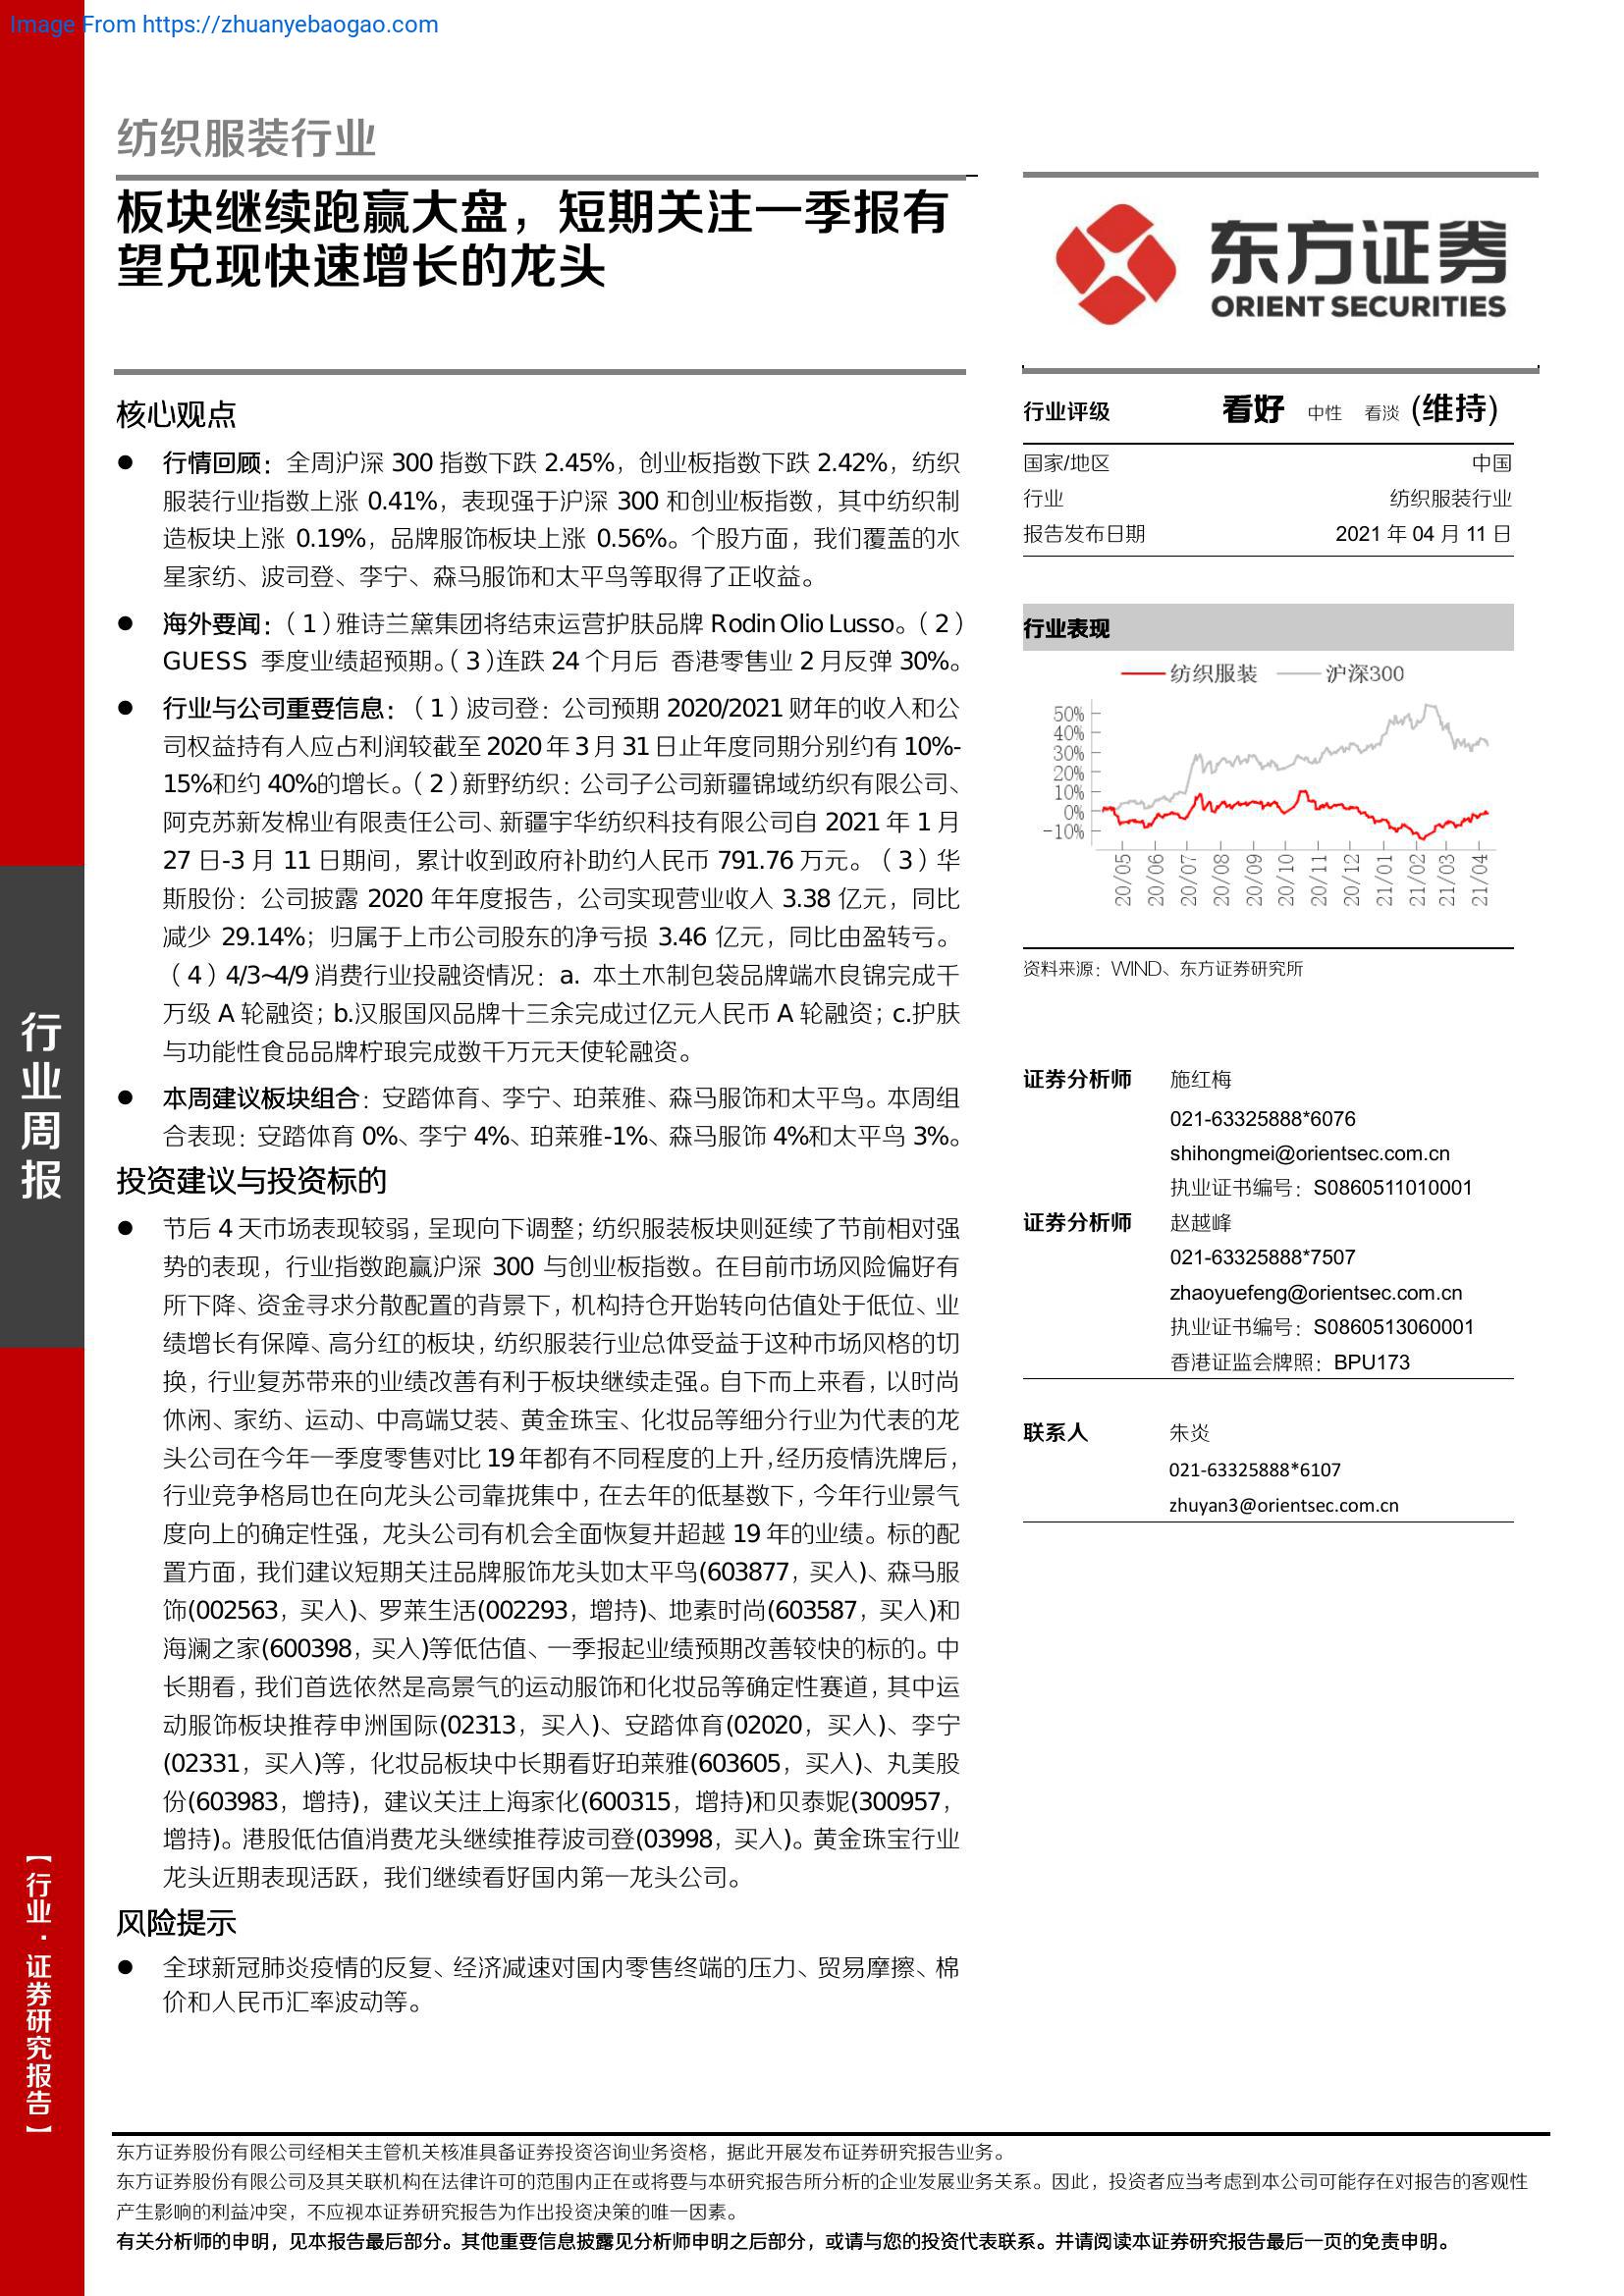 Image From https://zhuanyebaogao.com
纺织服装行业
板块继续跑赢大盘，短期关注一季报有
望兑现快速增长的龙头
核心观点
● 行情回顾：全周沪深 300 指数下跌 2.45%，创业板指数下跌 2.42%，纺织
服装行业指数上涨 0.41%，表现强于沪深 300 和创业板指数，其中纺织制
造板块上涨 0.19%，品牌服饰板块上涨 0.56%。个股方面，我们覆盖的水
星家纺、波司登、李宁、森马服饰和太平鸟等取得了正收益。
● 海外要闻：（1）雅诗兰黛集团将结束运营护肤品牌 Rodin Olio Lusso。（2）
GUESS 季度业绩超预期。（3）连跌 24 个月后 香港零售业 2 月反弹 30%。
● 行业与公司重要信息：（1）波司登：公司预期 2020/2021 财年的收入和公
司权益持有人应占利润较截至 2020 年 3 月 31 日止年度同期分别约有 10%-
15%和约 40%的增长。（2）新野纺织：公司子公司新疆锦域纺织有限公司、
阿克苏新发棉业有限责任公司、新疆宇华纺织科技有限公司自 2021 年 1 月
27 日-3 月 11 日期间，累计收到政府补助约人民币 791.76 万元。（3）华
斯股份：公司披露 2020 年年度报告，公司实现营业收入 3.38 亿元，同比
减少 29.14%；归属于上市公司股东的净亏损 3.46 亿元，同比由盈转亏。
（4）4/3~4/9 消费行业投融资情况：a. 本土木制包袋品牌端木良锦完成千
万级 A 轮融资；b.汉服国风品牌十三余完成过亿元人民币 A 轮融资；c.护肤
与功能性食品品牌柠琅完成数千万元天使轮融资。
● 本周建议板块组合：安踏体育、李宁、珀莱雅、森马服饰和太平鸟。本周组
合表现：安踏体育 0%、李宁 4%、珀莱雅-1%、森马服饰 4%和太平鸟 3%。
投资建议与投资标的
● 节后 4 天市场表现较弱，呈现向下调整；纺织服装板块则延续了节前相对强
势的表现，行业指数跑赢沪深 300 与创业板指数。在目前市场风险偏好有
所下降、资金寻求分散配置的背景下，机构持仓开始转向估值处于低位、业
绩增长有保障、高分红的板块，纺织服装行业总体受益于这种市场风格的切
换，行业复苏带来的业绩改善有利于板块继续走强。自下而上来看，以时尚
休闲、家纺、运动、中高端女装、黄金珠宝、化妆品等细分行业为代表的龙
头公司在今年一季度零售对比 19 年都有不同程度的上升，经历疫情洗牌后，
行业竞争格局也在向龙头公司靠拢集中，在去年的低基数下，今年行业景气
度向上的确定性强，龙头公司有机会全面恢复并超越 19 年的业绩。标的配
置方面，我们建议短期关注品牌服饰龙头如太平鸟(603877，买入)、森马服
饰(002563，买入)、罗莱生活(002293，增持)、地素时尚(603587，买入)和
海澜之家(600398，买入)等低估值、一季报起业绩预期改善较快的标的。中
长期看，我们首选依然是高景气的运动服饰和化妆品等确定性赛道，其中运
动服饰板块推荐申洲国际(02313，买入)、安踏体育(02020，买入)、李宁
(02331，买入)等，化妆品板块中长期看好珀莱雅(603605，买入)、丸美股
份(603983，增持)，建议关注上海家化(600315，增持)和贝泰妮(300957，
增持)。港股低估值消费龙头继续推荐波司登(03998，买入)。黄金珠宝行业
龙头近期表现活跃，我们继续看好国内第一龙头公司。
风险提示
● 全球新冠肺炎疫情的反复、经济减速对国内零售终端的压力、贸易摩擦、棉
价和人民币汇率波动等。
东方证券
ORIENT SECURITIES
行业评级 看好 中性 看淡 (维持)
国家/地区 中国
行业 纺织服装行业
报告发布日期 2021 年 04 月 11 日
行业表现
纺织服装 沪深300
50%
40%
30%
20%
10%
0%
-10%
20/05 20/06 20/07 20/08 20/09 20/10 20/11 20/12 21/01 21/02 21/03 21/04
资料来源：WIND、东方证券研究所
证券分析师 施红梅
021-63325888*6076
shihongmei@orientsec.com.cn
执业证书编号：S0860511010001
证券分析师 赵越峰
021-63325888*7507
zhaoyuefeng@orientsec.com.cn
执业证书编号：S0860513060001
香港证监会牌照：BPU173
联系人 朱炎
021-63325888*6107
zhuyan3@orientsec.com.cn
行业周报
【行业·证券研究报告】
东方证券股份有限公司经相关主管机关核准具备证券投资咨询业务资格，据此开展发布证券研究报告业务。
东方证券股份有限公司及其关联机构在法律许可的范围内正在或将要与本研究报告所分析的企业发展业务关系。因此，投资者应当考虑到本公司可能存在对报告的客观性
产生影响的利益冲突，不应视本证券研究报告为作出投资决策的唯一因素。
有关分析师的申明，见本报告最后部分。其他重要信息披露见分析师申明之后部分，或请与您的投资代表联系。并请阅读本证券研究报告最后一页的免责申明。